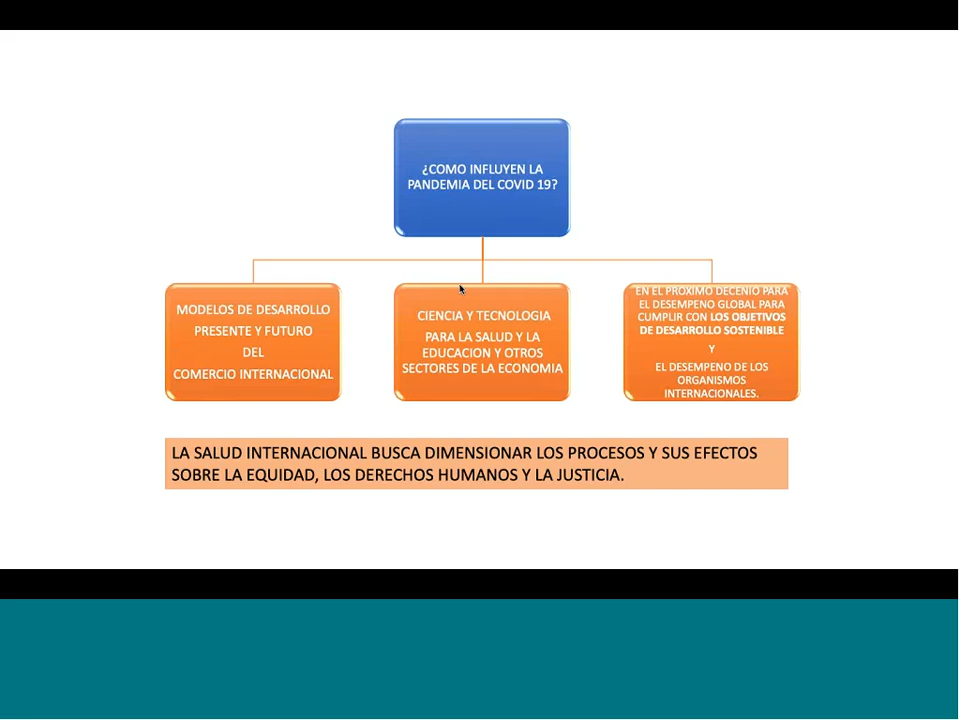 ¿COMO INFLUYEN LA
PANDEMIA DEL COVID 19?
MODELOS DE DESARROLLO
PRESENTE Y FUTURO
DEL
COMERCIO INTERNACIONAL
CIENCIA Y TECNOLOGIA
PARA LA SALUD Y LA
EDUCACION Y OTROS
SECTORES DE LA ECONOMIA
EN EL PROXIMO DECENIO PARA
EL DESEMPEÑO GLOBAL PARA
CUMPLIR CON LOS OBJETIVOS
DE DESARROLLO SOSTENIBLE
Y
EL DESEMPEÑO DE LOS
ORGANISMOS
INTERNACIONALES.
LA SALUD INTERNACIONAL BUSCA DIMENSIONAR LOS PROCESOS Y SUS EFECTOS
SOBRE LA EQUIDAD, LOS DERECHOS HUMANOS Y LA JUSTICIA.